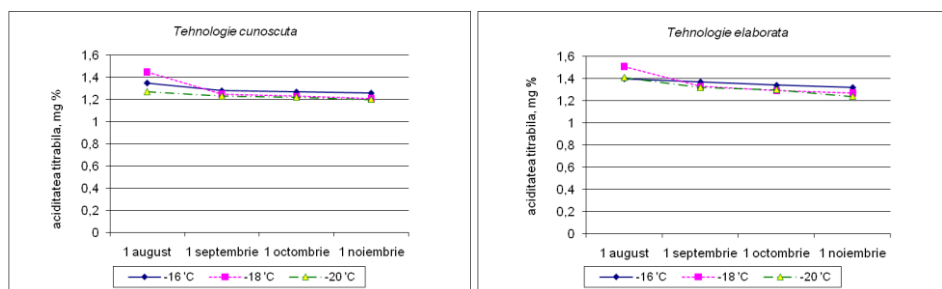 Tehnologie cunoscuta
aciditatea titrabila, mg %
1,6
1,4
1,2
1
0,8
0,6
0,4
0,2
0
1 august 1 septembrie 1 octombrie 1 noiembrie
-16 'C -18 'C -20 'C
Tehnologie elaborata
aciditatea titrabila, mg %
1,6
1,4
1,2
1
0,8
0,6
0,4
0,2
0
1 august 1 septembrie 1 octombrie 1 noiembrie
-16 'C -18 'C -20 'C